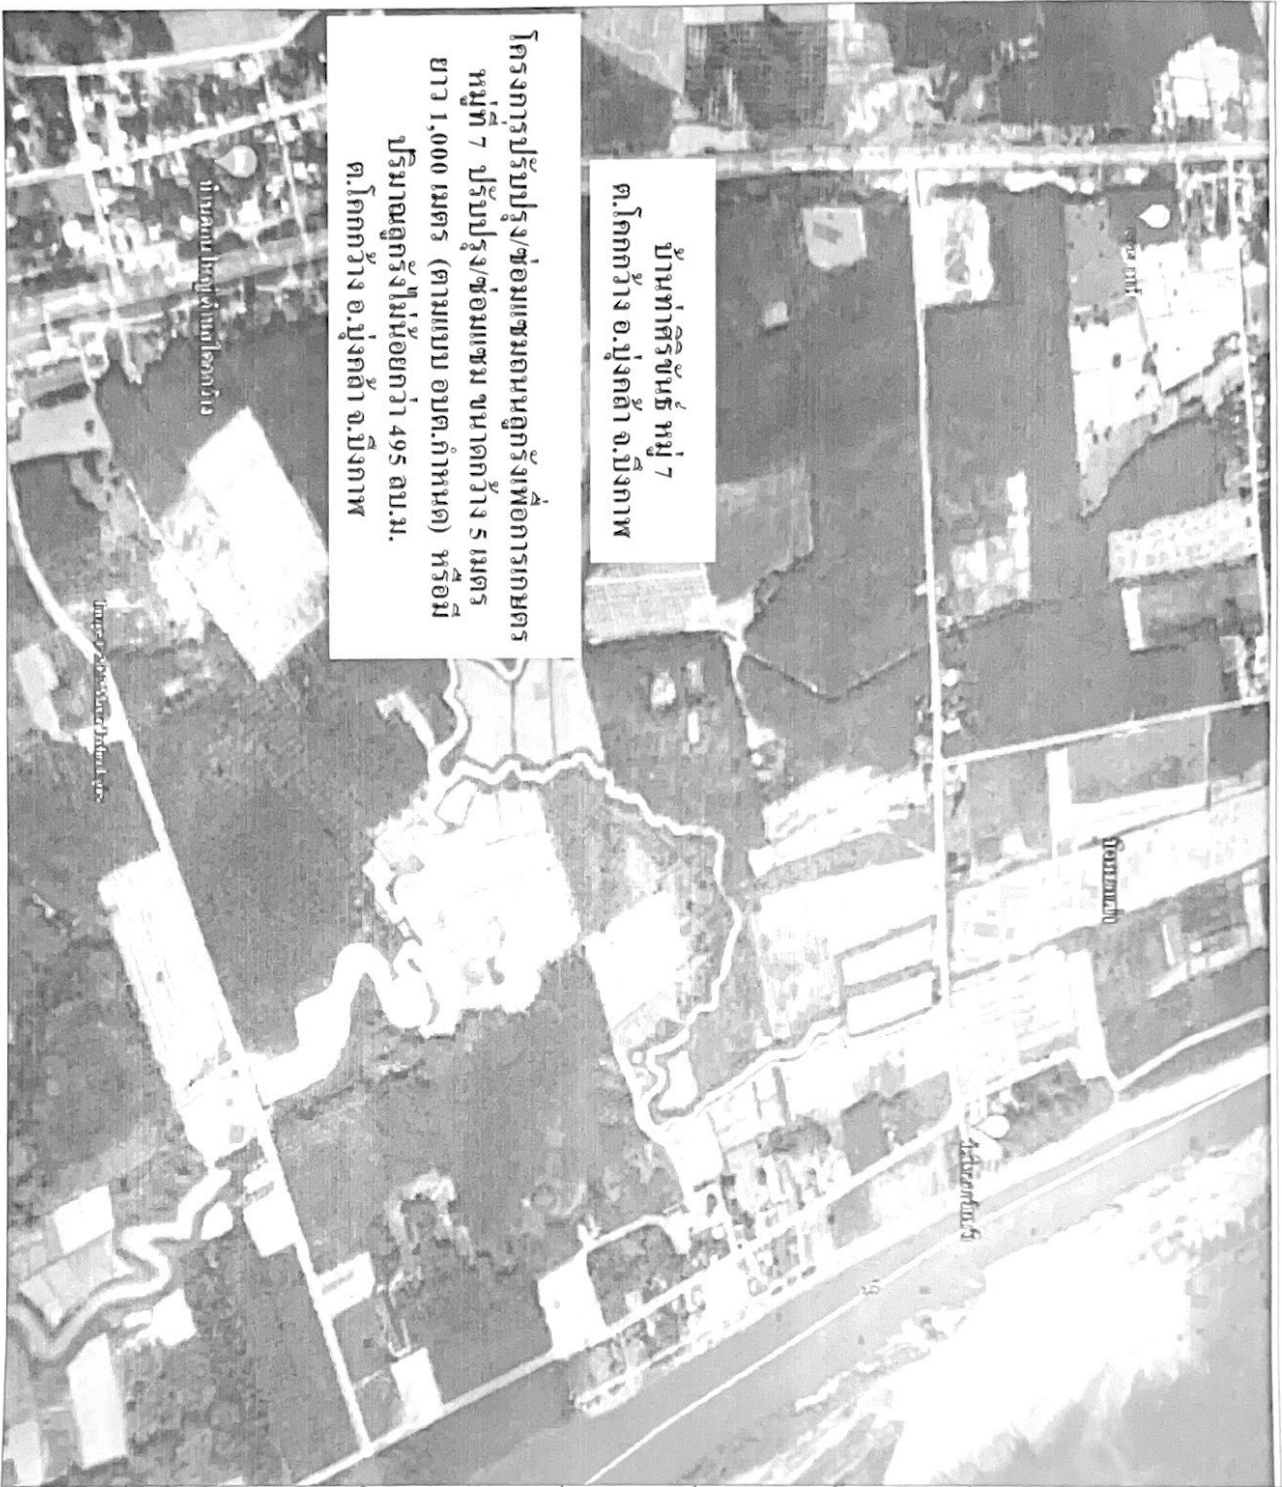 บ้านท่าศิริขันธ์ หมู่ 7
ต.โคกกว้าง อ.บุ่งคล้า จ.บึงกาฬ
โครงการปรับปรุง/ซ่อมแซมถนนลูกรังเพื่อการเกษตร
หมู่ที่ 7 ปรับปรุง/ซ่อมแซม ขนาดกว้าง 5 เมตร
ยาว 1,000 เมตร (ตามแบบ อบต.กำหนด) หรือมี
ปริมาณลูกรังไม่น้อยกว่า 495 ลบ.ม.
ต.โคกกว้าง อ.บุ่งคล้า จ.บึงกาฬ